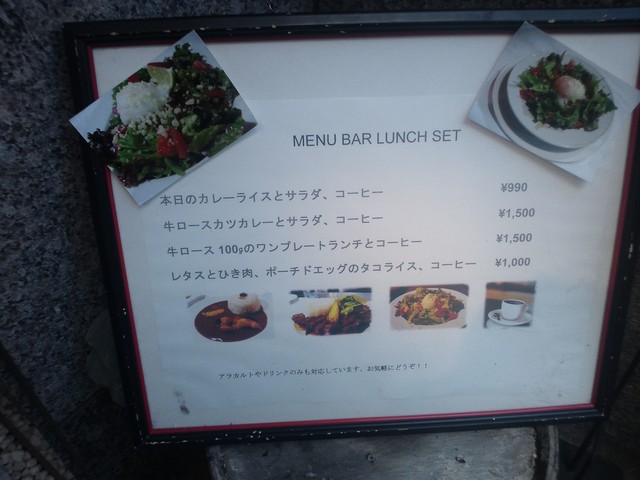 MENU BAR LUNCH SET
本日のカレーライスとサラダ、コーヒー ¥990
牛ロースカツカレーとサラダ、コーヒー ¥1,500
牛ロース100gのワンプレートランチとコーヒー ¥1,500
レタスとひき肉、ポーチドエッグのタコライス、コーヒー ¥1,000
アラカルトやドリンクのみも対応しています。お気軽にどうぞ！！